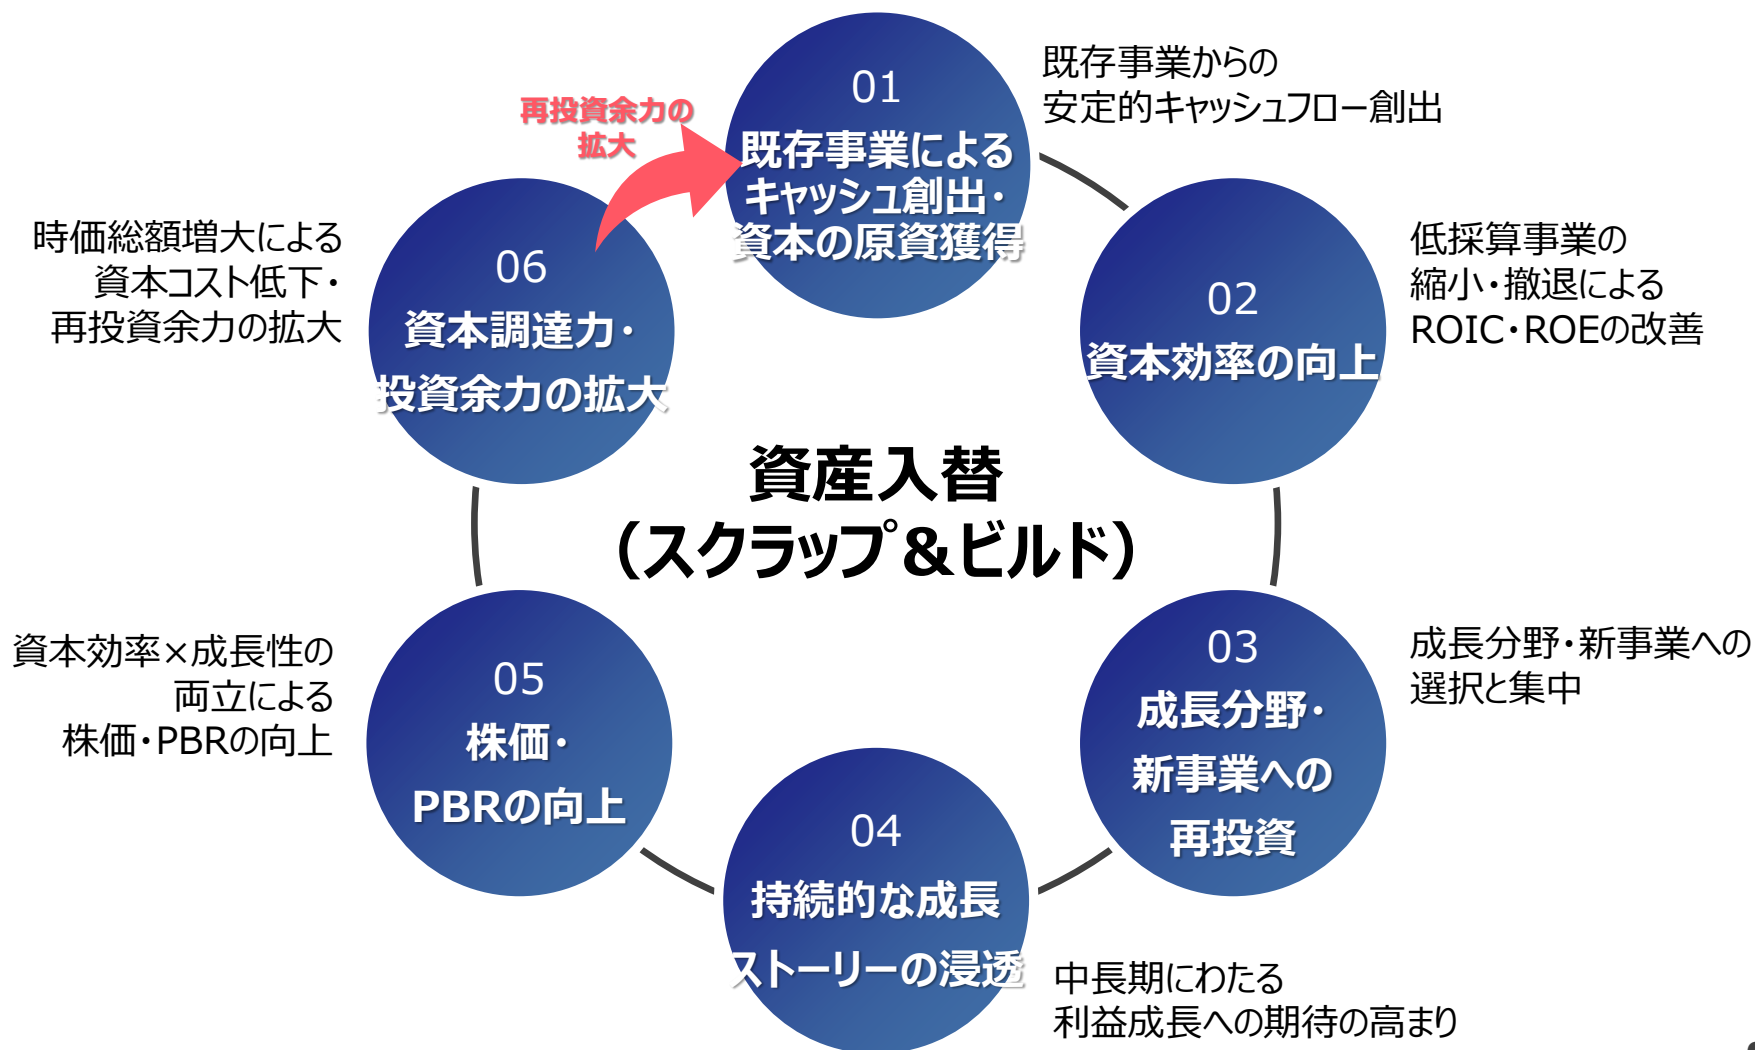 01
既存事業による
キャッシュ創出・
資本の原資獲得
既存事業からの
安定的キャッシュフロー創出
02
資本効率の向上
低採算事業の
縮小・撤退による
ROIC・ROEの改善
03
成長分野・
新事業への
再投資
成長分野・新事業への
選択と集中
04
持続的な成長
ストーリーの浸透
中長期にわたる
利益成長への期待の高まり
05
株価・
PBRの向上
資本効率×成長性の
両立による
株価・PBRの向上
06
資本調達力・
投資余力の拡大
時価総額増大による
資本コスト低下・
再投資余力の拡大
再投資余力の
拡大
資産入替
（スクラップ＆ビルド）